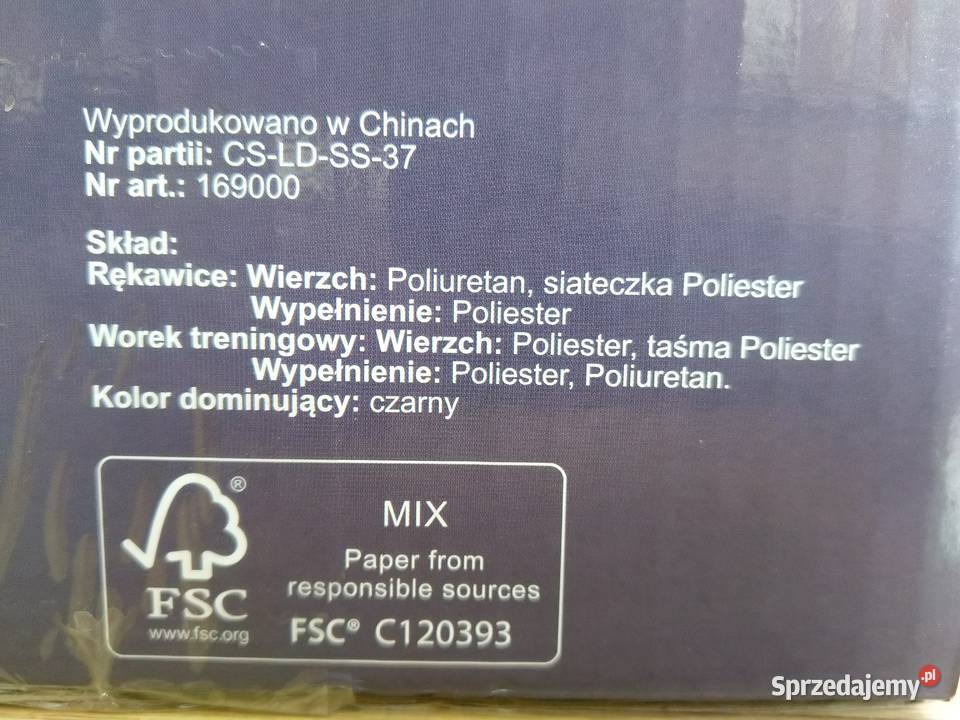 Wyprodukowano w Chinach
Nr partii: CS-LD-SS-37
Nr art.: 169000
Skład:
Rękawice: Wierzch: Poliuretan, siateczka Poliester
Wypełnienie: Poliester
Worek treningowy: Wierzch: Poliester, taśma Poliester
Wypełnienie: Poliester, Poliuretan.
Kolor dominujący: czarny
®
FSC
www.fsc.org
MIX
Paper from
responsible sources
FSC® C120393
Sprzedajemy.pl